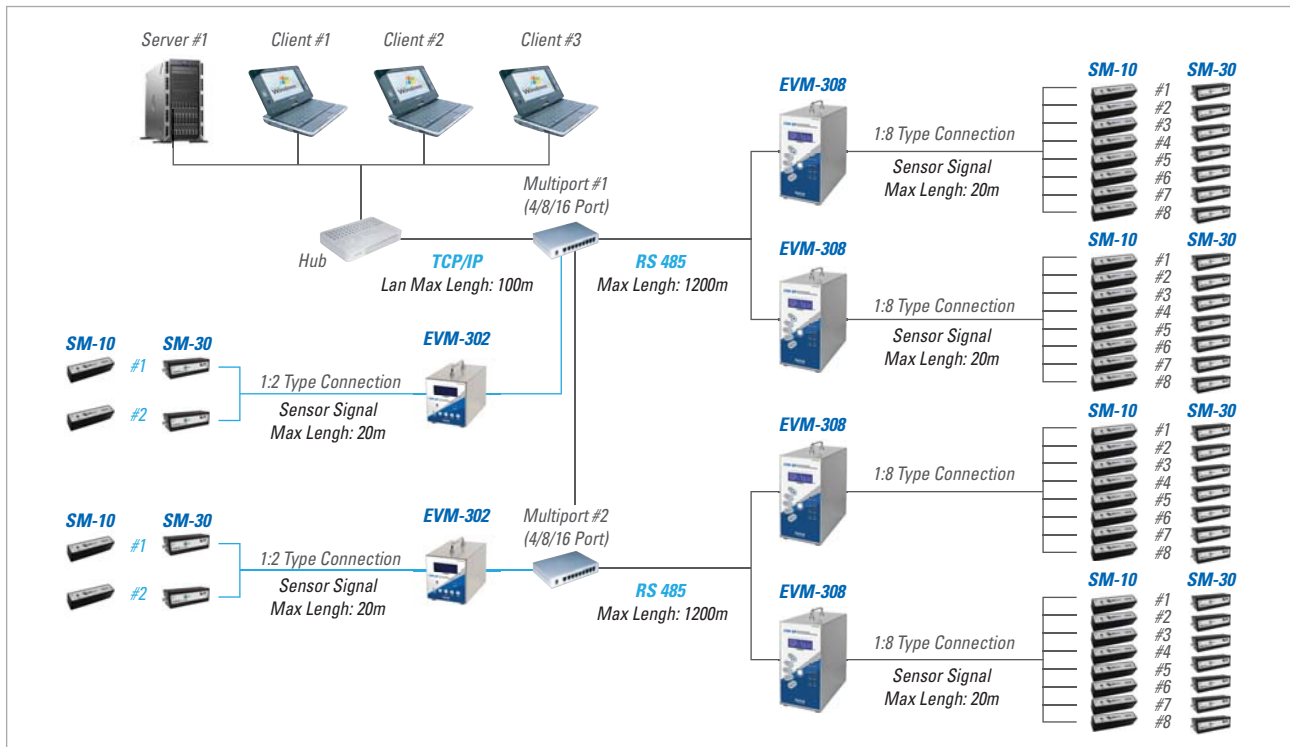 Server #1
Client #1
Client #2
Client #3
Windows
Windows
Windows
Hub
TCP/IP
Lan Max Lengh: 100m
Multiport #1
(4/8/16 Port)
RS 485
Max Lengh: 1200m
EVM-308
1:8 Type Connection
Sensor Signal
Max Lengh: 20m
SM-10
SM-30
#1
#2
#3
#4
#5
#6
#7
#8
EVM-308
1:8 Type Connection
Sensor Signal
Max Lengh: 20m
SM-10
SM-30
#1
#2
#3
#4
#5
#6
#7
#8
SM-10
SM-30
#1
#2
1:2 Type Connection
Sensor Signal
Max Lengh: 20m
EVM-302
SM-10
SM-30
#1
#2
1:2 Type Connection
Sensor Signal
Max Lengh: 20m
EVM-302
Multiport #2
(4/8/16 Port)
RS 485
Max Lengh: 1200m
EVM-308
1:8 Type Connection
SM-10
SM-30
#1
#2
#3
#4
#5
#6
#7
#8
EVM-308
1:8 Type Connection
Sensor Signal
Max Lengh: 20m
SM-10
SM-30
#1
#2
#3
#4
#5
#6
#7
#8